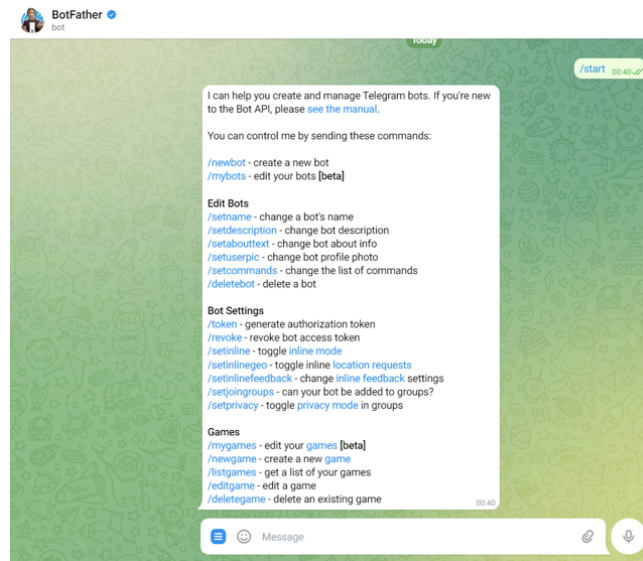 BotFather
bot
Today
/start 00:40
I can help you create and manage Telegram bots. If you're new
to the Bot API, please see the manual.
You can control me by sending these commands:
/newbot - create a new bot
/mybots - edit your bots [beta]
Edit Bots
/setname - change a bot's name
/setdescription - change bot description
/setabouttext - change bot about info
/setuserpic - change bot profile photo
/setcommands - change the list of commands
/deletebot - delete a bot
Bot Settings
/token - generate authorization token
/revoke - revoke bot access token
/setinline - toggle inline mode
/setinlinegeo - toggle inline location requests
/setinlinefeedback - change inline feedback settings
/setjoingroups - can your bot be added to groups?
/setprivacy - toggle privacy mode in groups
Games
/mygames - edit your games [beta]
/newgame - create a new game
/listgames - get a list of your games
/editgame - edit a game
/deletegame - delete an existing game
00:40
Message